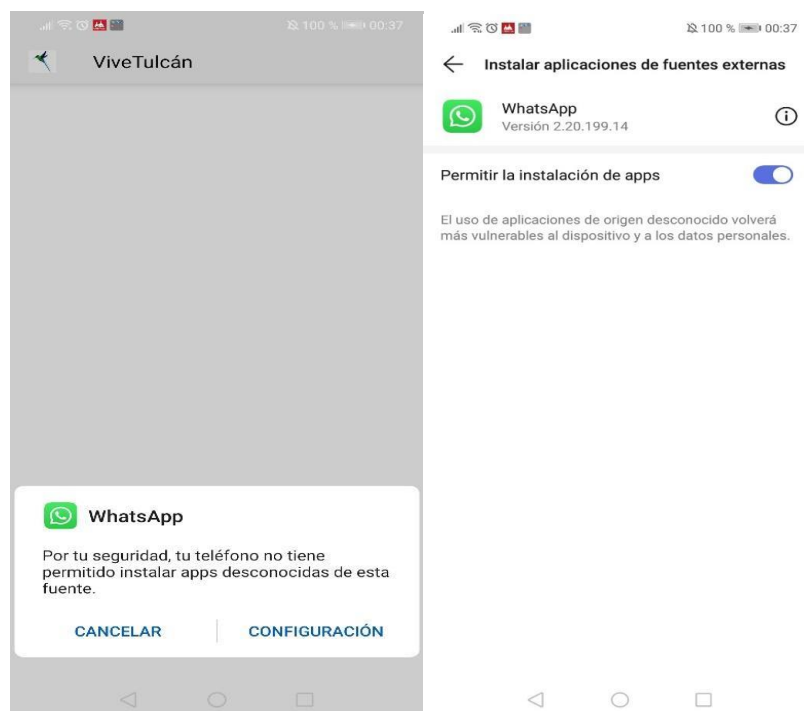 100 % 00:37
ViveTulcán
WhatsApp
Por tu seguridad, tu teléfono no tiene
permitido instalar apps desconocidas de esta
fuente.
CANCELAR CONFIGURACIÓN
100 % 00:37
Instalar aplicaciones de fuentes externas
WhatsApp
Versión 2.20.199.14
Permitir la instalación de apps
El uso de aplicaciones de origen desconocido volverá
más vulnerables al dispositivo y a los datos personales.